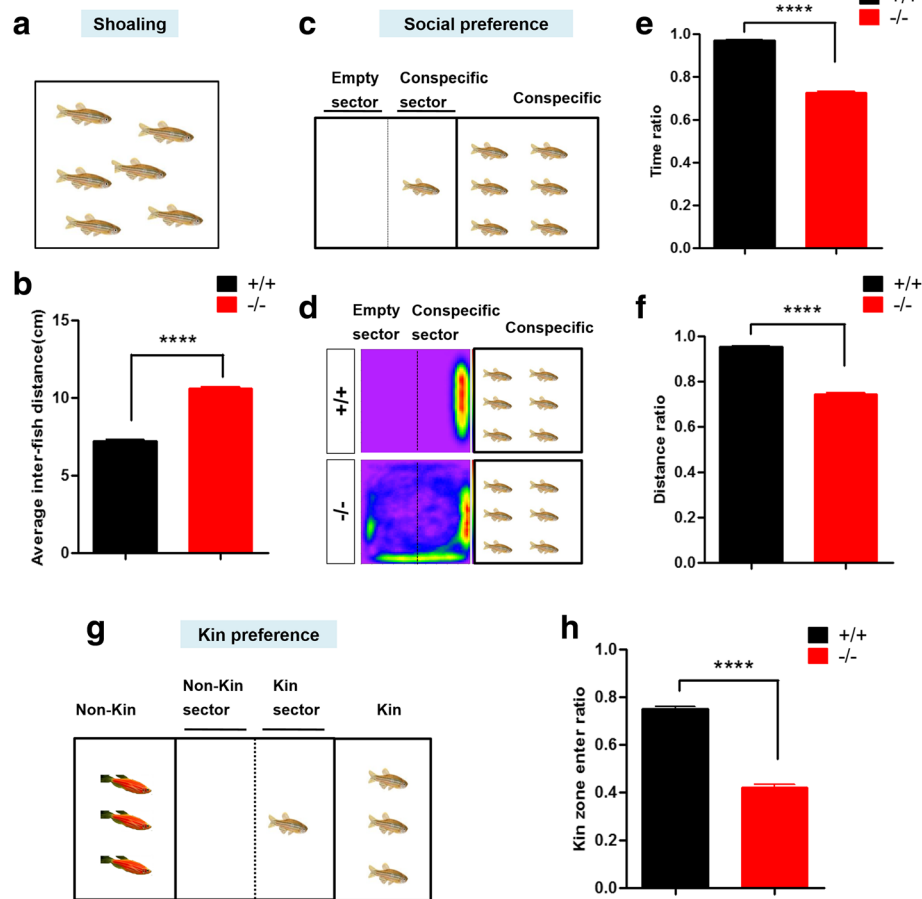 a
Shoaling
b
+/+
-/-
Average inter-fish distance(cm)
15
10
5
0
****
c
Social preference
Empty
sector
Conspecific
sector
Conspecific
d
Empty
sector
Conspecific
sector
Conspecific
+/+
-/-
e
+/+
-/-
Time ratio
1.0
0.8
0.6
0.4
0.2
0.0
****
f
+/+
-/-
Distance ratio
1.0
0.8
0.6
0.4
0.2
0.0
****
g
Kin preference
Non-Kin
Non-Kin
sector
Kin
sector
Kin
h
+/+
-/-
Kin zone enter ratio
1.0
0.8
0.6
0.4
0.2
0.0
****